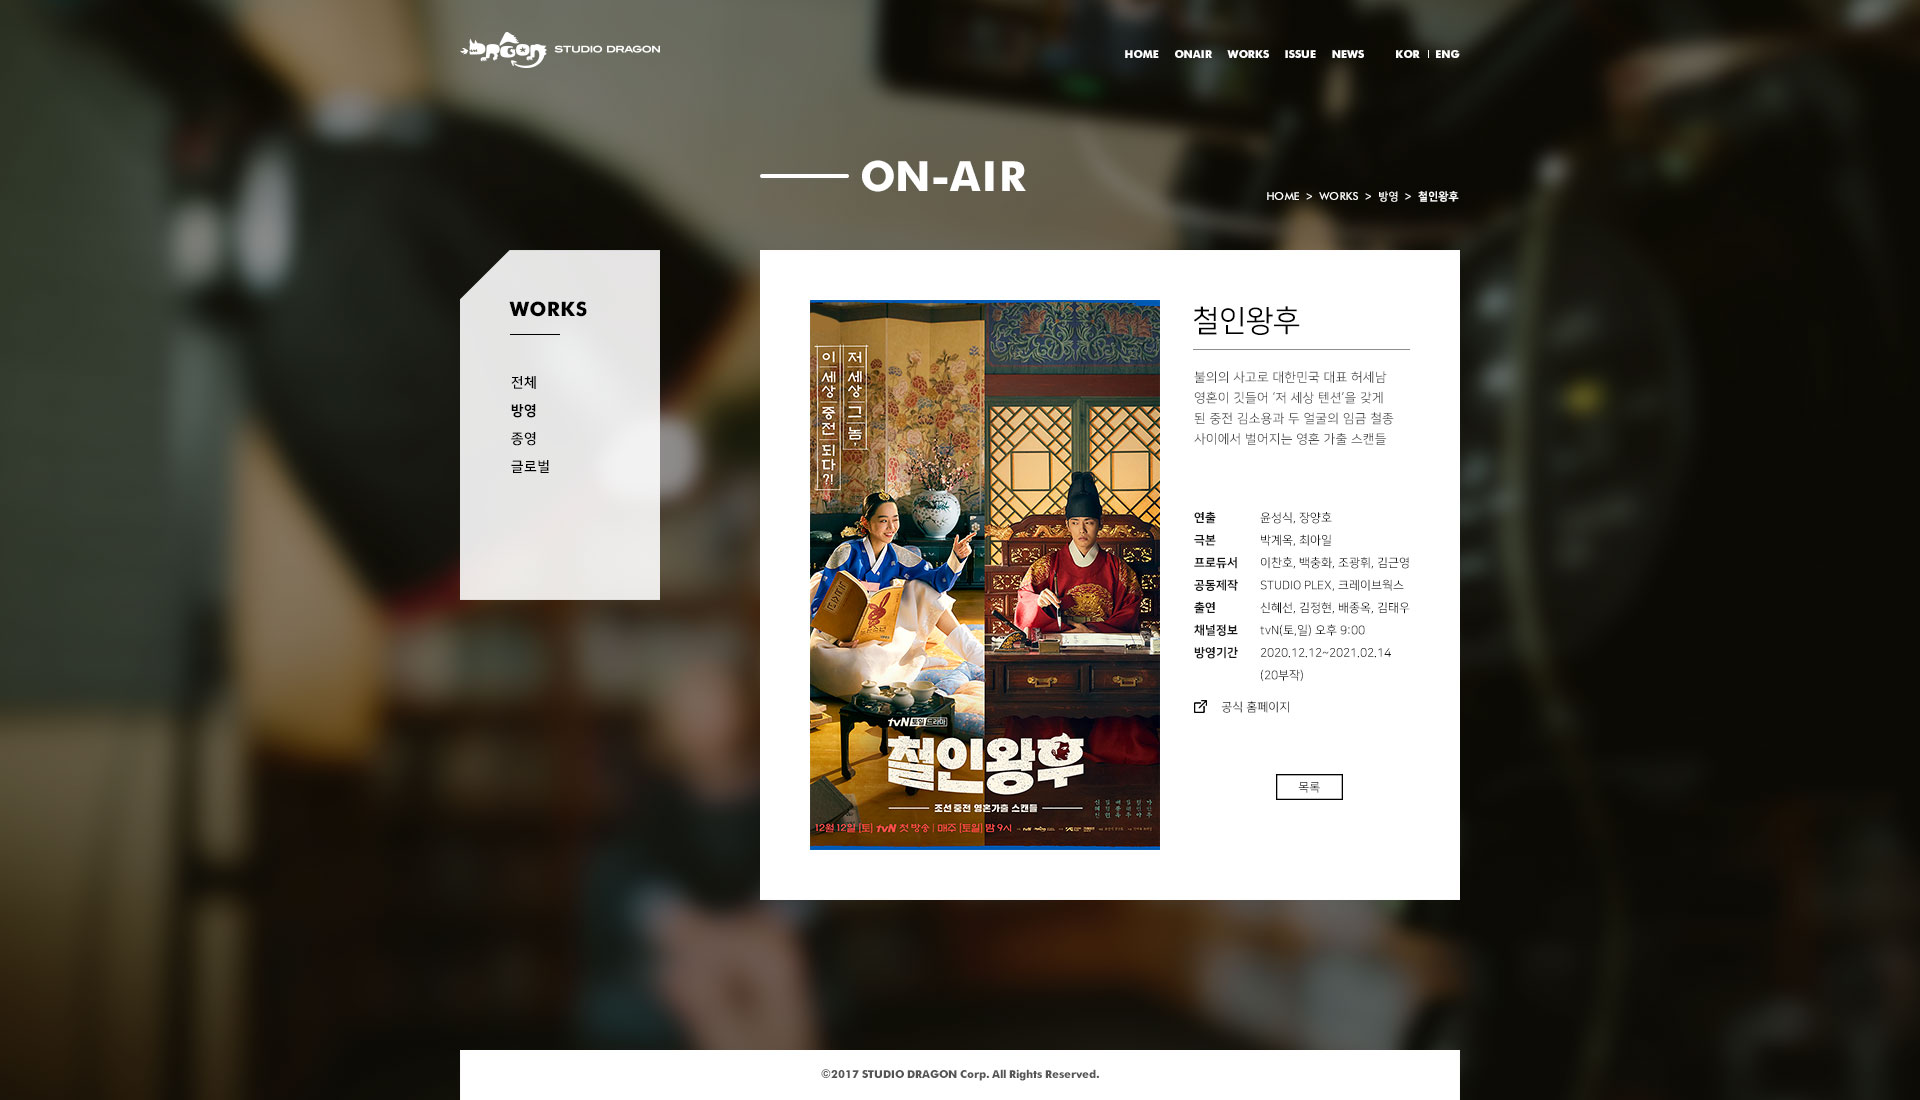 DRAGON STUDIO DRAGON
HOME ONAIR WORKS ISSUE NEWS KOR | ENG
ON-AIR
HOME > WORKS > 방영 > 철인왕후
WORKS
전체
방영
종영
글로벌
저 세상 그놈,
이 세상 중전 되다?!
tvN 토일드라마
철인왕후
조선 중전 영혼가출 스캔들
12월 12일 [토] tvN 첫 방송 | 매주 [토일] 밤 9시
철인왕후
불의의 사고로 대한민국 대표 허세남
영혼이 깃들어 '저 세상 텐션'을 갖게
된 중전 김소용과 두 얼굴의 임금 철종
사이에서 벌어지는 영혼 가출 스캔들
연출 윤성식, 장양호
극본 박계옥, 최아일
프로듀서 이찬호, 백충화, 조광휘, 김근영
공동제작 STUDIO PLEX, 크레이브웍스
출연 신혜선, 김정현, 배종옥, 김태우
채널정보 tvN(토,일) 오후 9:00
방영기간 2020.12.12~2021.02.14
(20부작)
공식 홈페이지
목록
©2017 STUDIO DRAGON Corp. All Rights Reserved.